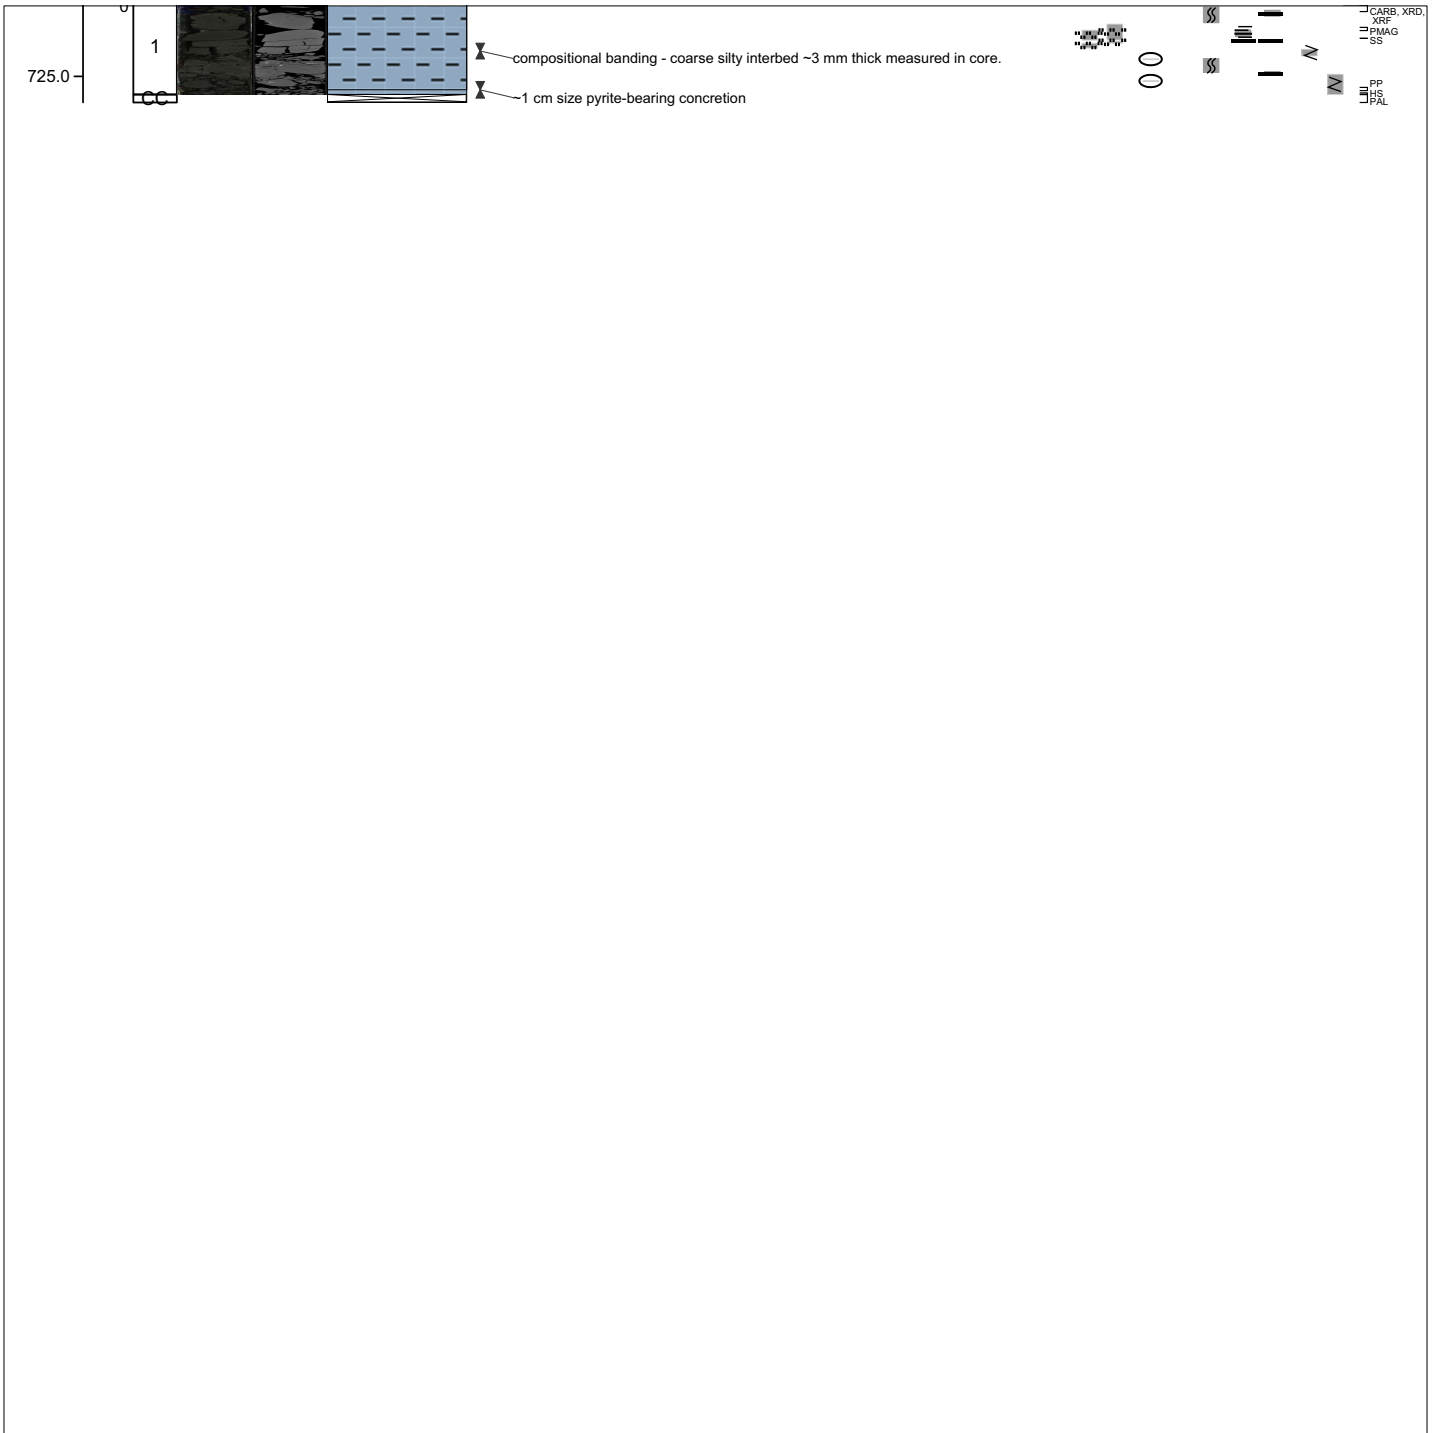 0
CARB, XRD,
XRF
1
PMAG
SS
compositional banding - coarse silty interbed ~3 mm thick measured in core.
725.0
PP
CC
~1 cm size pyrite-bearing concretion
HS
PAL